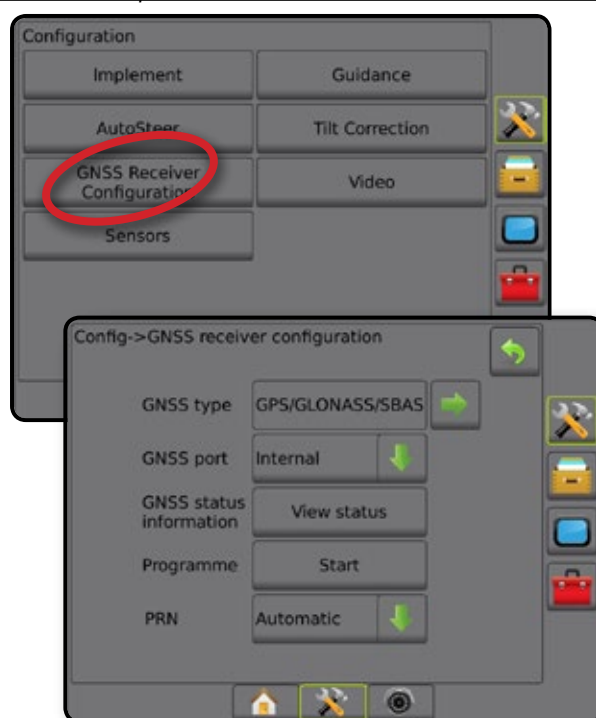 Configuration
Implement
Guidance
AutoSteer
Tilt Correction
GNSS Receiver
Configuration
Video
Sensors
Config->GNSS receiver configuration
GNSS type
GPS/GLONASS/SBAS
GNSS port
Internal
GNSS status
information
View status
Programme
Start
PRN
Automatic